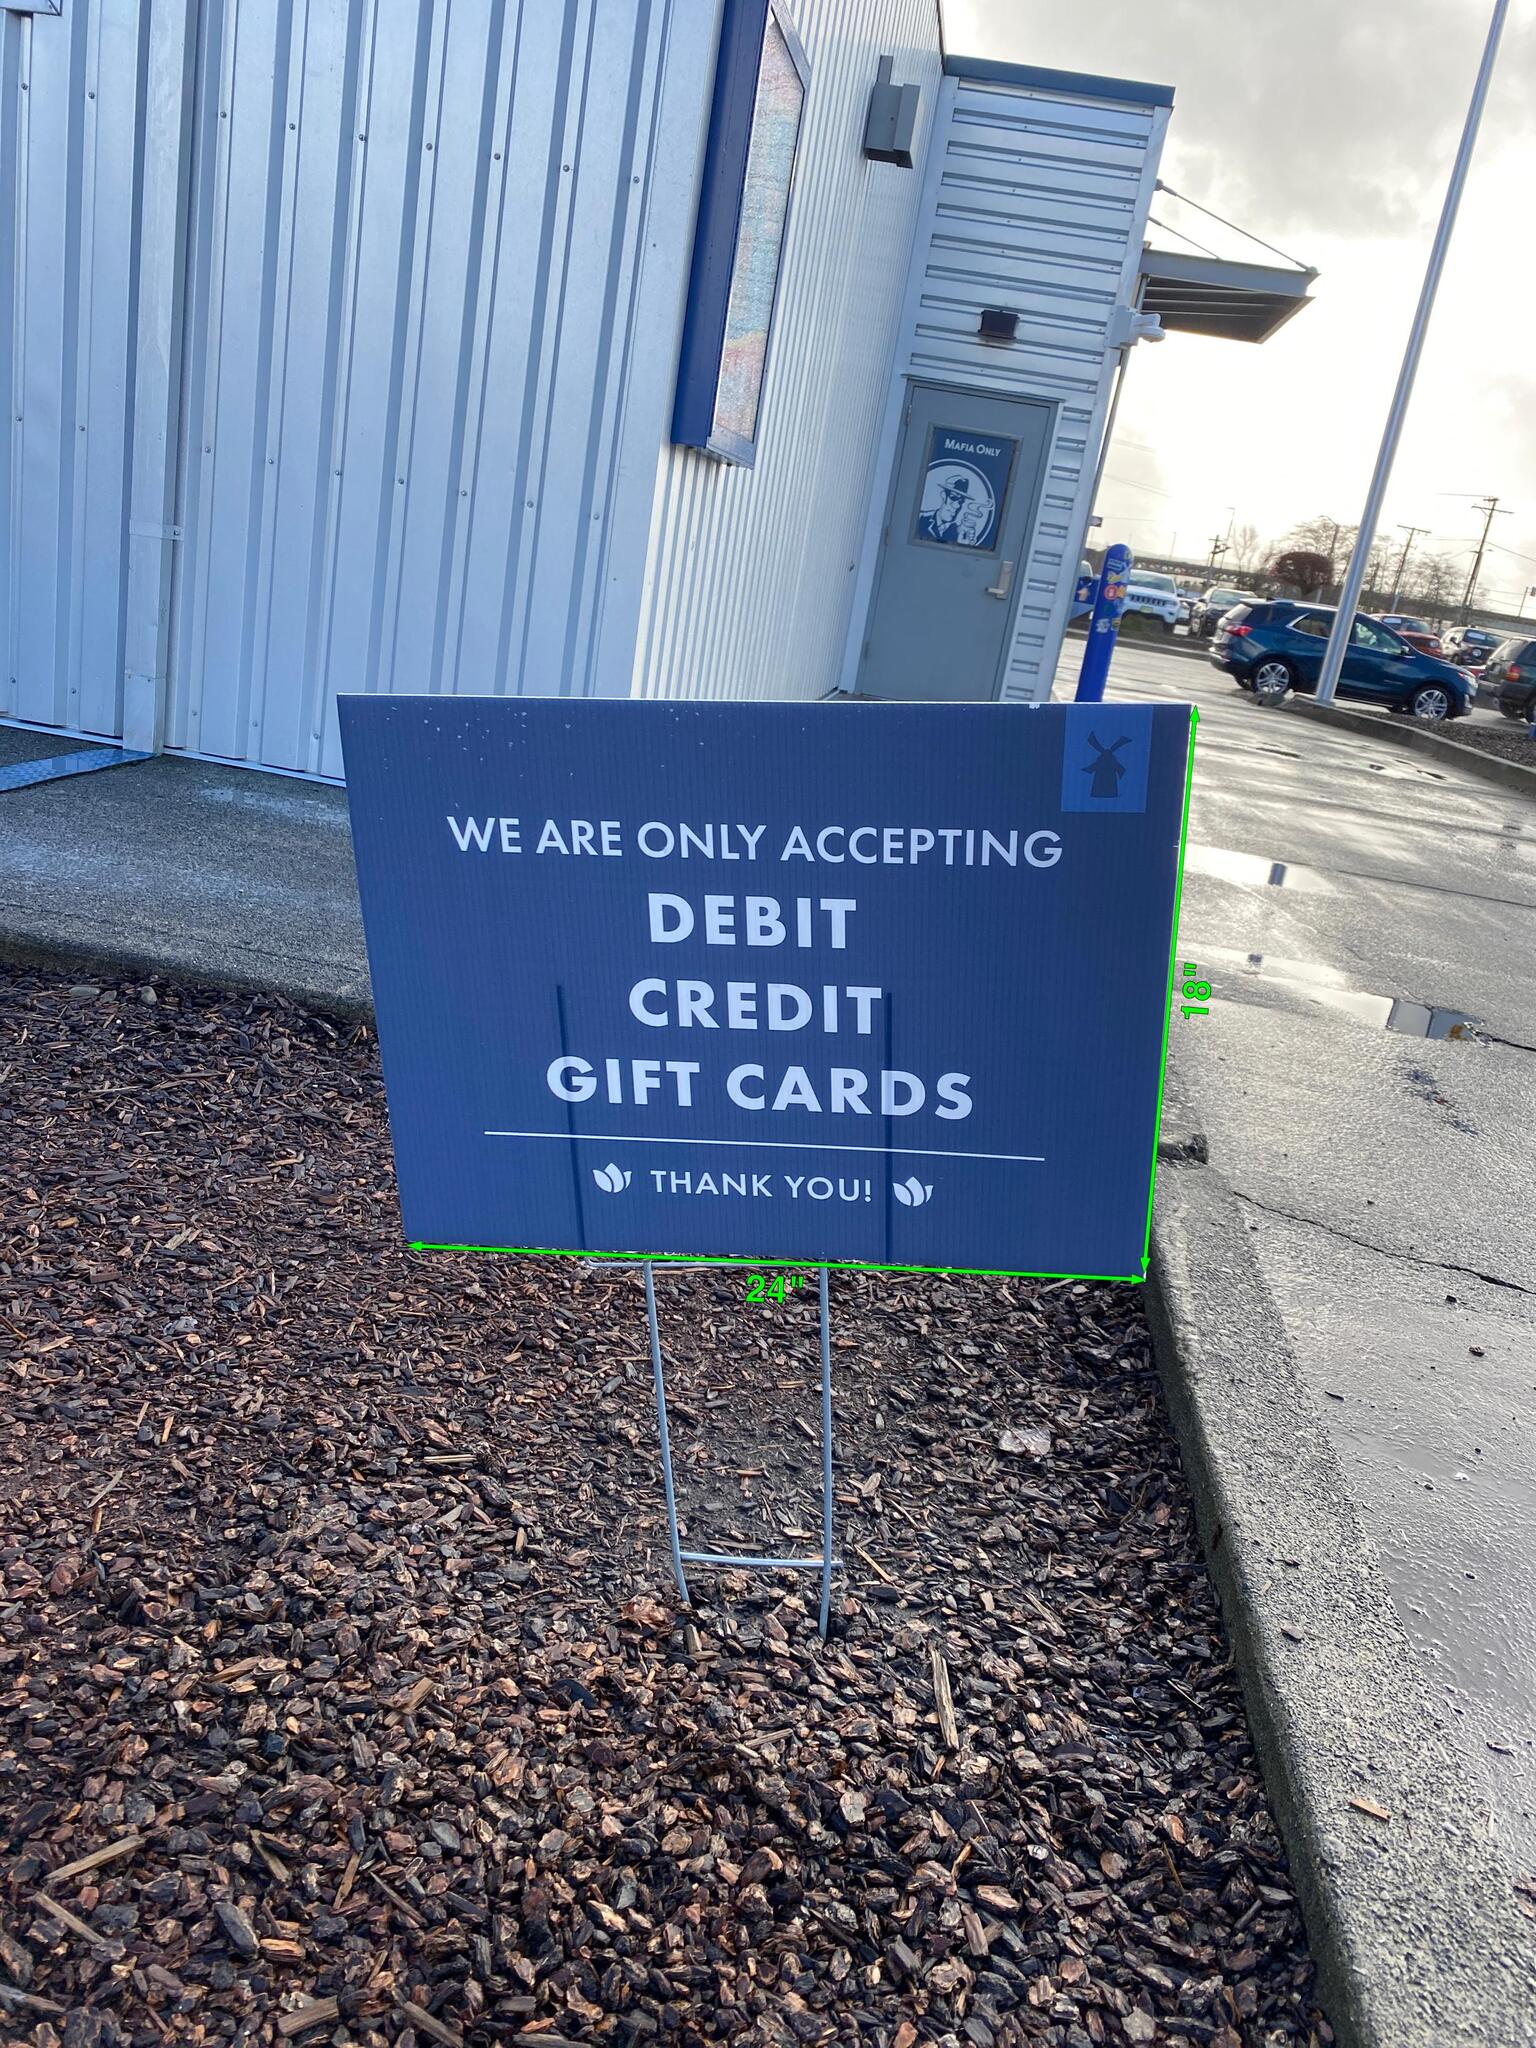 MAFIA ONLY
WE ARE ONLY ACCEPTING
DEBIT
CREDIT
GIFT CARDS
THANK YOU!
18"
24"